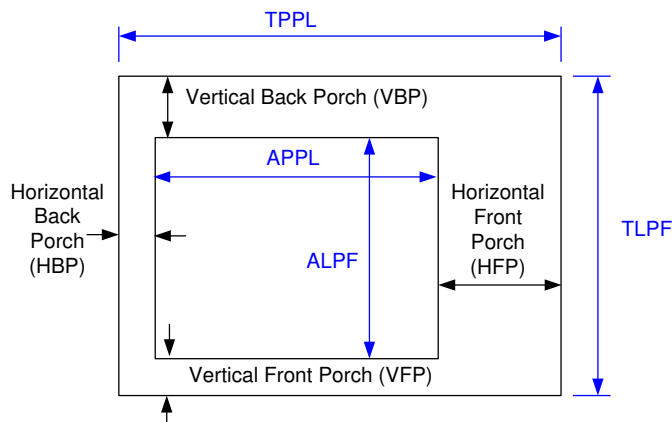 TPPL
Vertical Back Porch (VBP)
APPL
Horizontal
Back
Porch
(HBP)
Horizontal
Front
Porch
(HFP)
ALPF
TLPF
Vertical Front Porch (VFP)